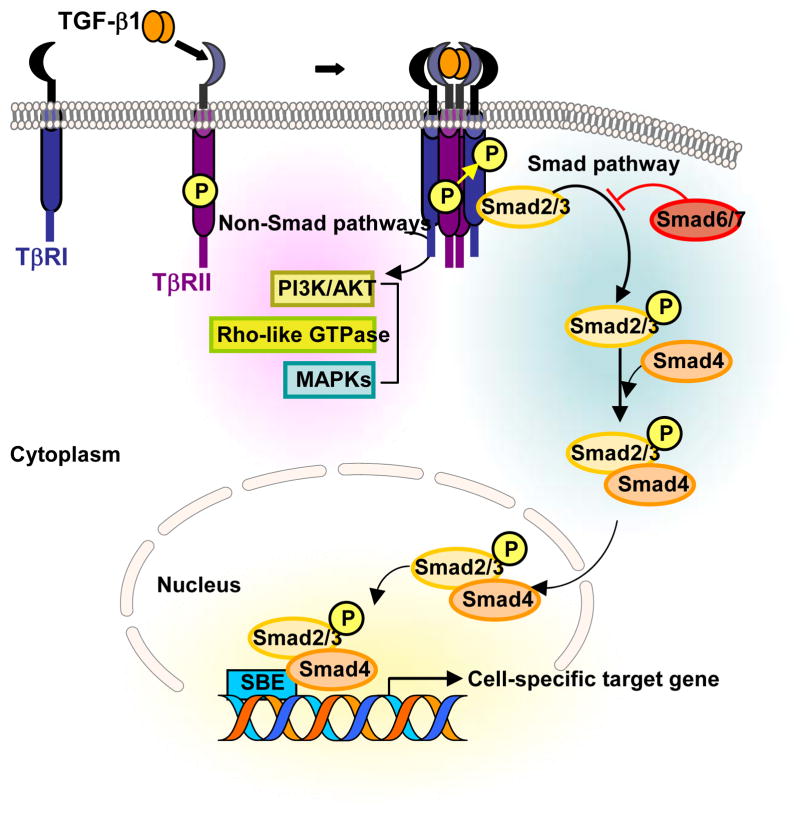 TGF-β1
P
P
P
Smad pathway
Smad2/3
Smad6/7
Non-Smad pathways
TβRI
TβRII
PI3K/AKT
Rho-like GTPase
MAPKs
P
Smad2/3
Smad4
P
Smad2/3
Smad4
Cytoplasm
Nucleus
P
Smad2/3
Smad4
P
Smad2/3
Smad4
SBE
Cell-specific target gene